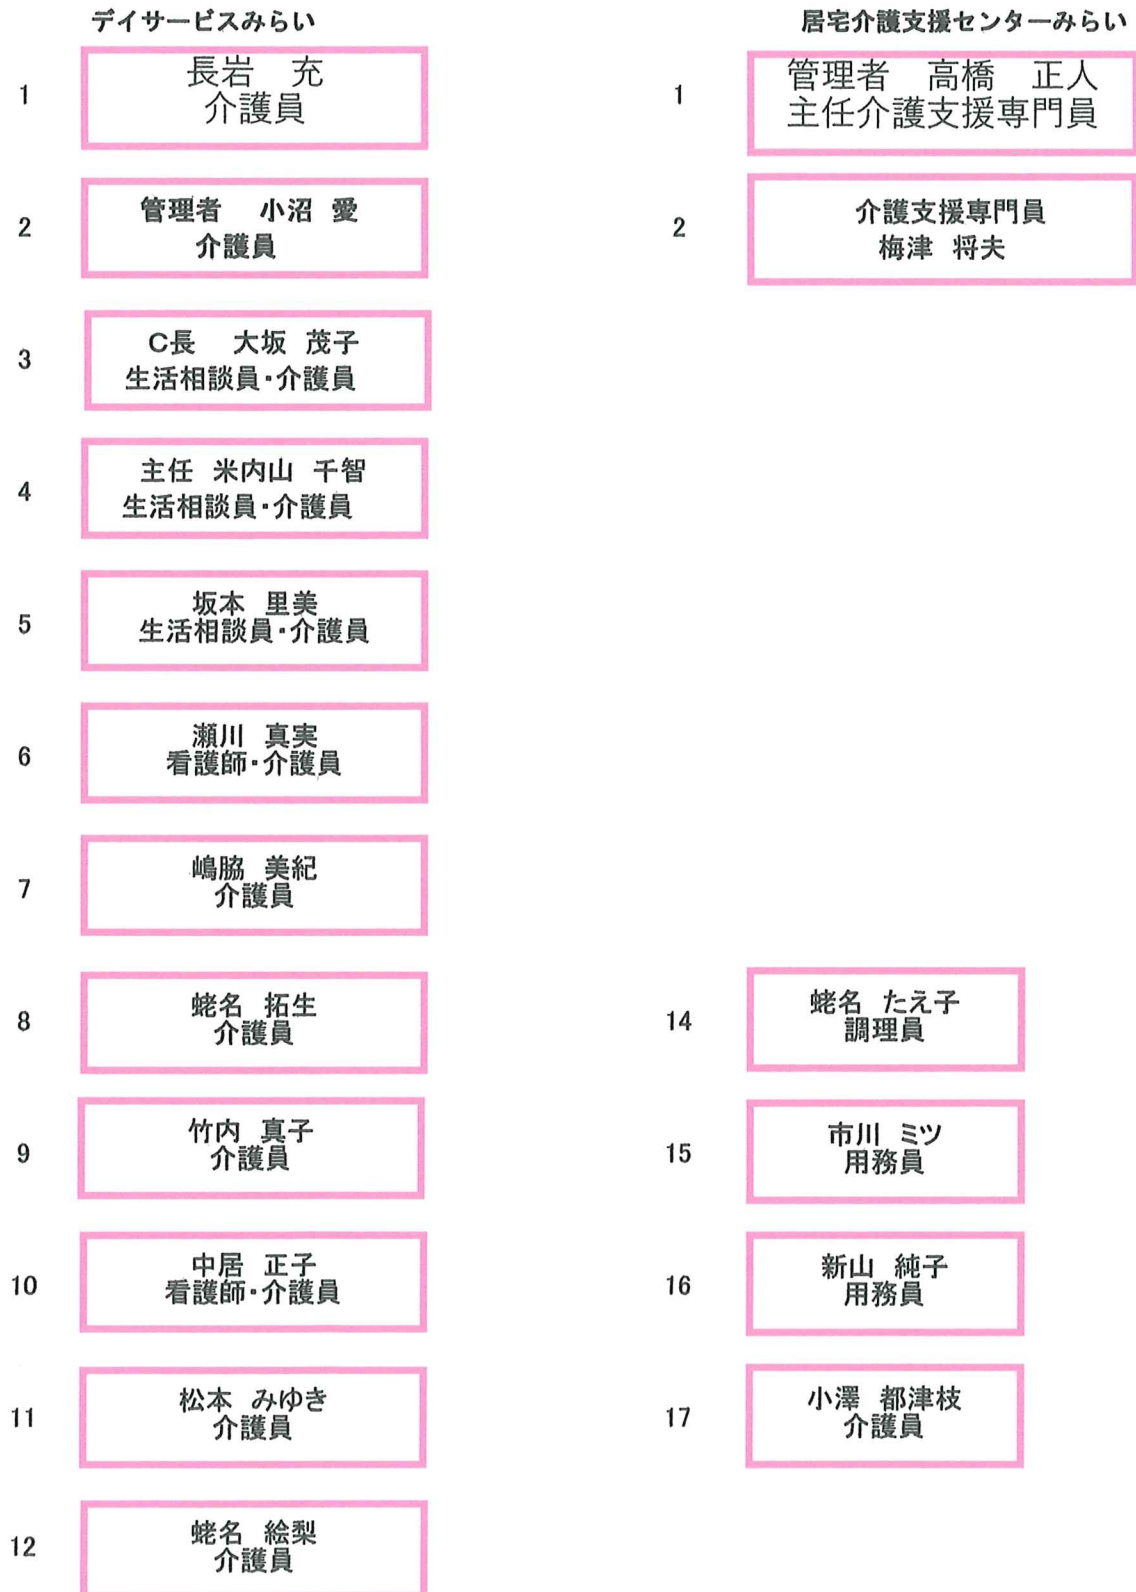 デイサービスみらい
1
長岩 充
介護員
2
管理者 小沼 愛
介護員
3
C長 大坂 茂子
生活相談員・介護員
4
主任 米内山 千智
生活相談員・介護員
5
坂本 里美
生活相談員・介護員
6
瀬川 真実
看護師・介護員
7
嶋脇 美紀
介護員
8
蛯名 拓生
介護員
9
竹内 真子
介護員
10
中居 正子
看護師・介護員
11
松本 みゆき
介護員
12
蛯名 絵梨
介護員
居宅介護支援センターみらい
1
管理者 高橋 正人
主任介護支援専門員
2
介護支援専門員
梅津 将夫
14
蛯名 たえ子
調理員
15
市川 ミツ
用務員
16
新山 純子
用務員
17
小澤 都津枝
介護員